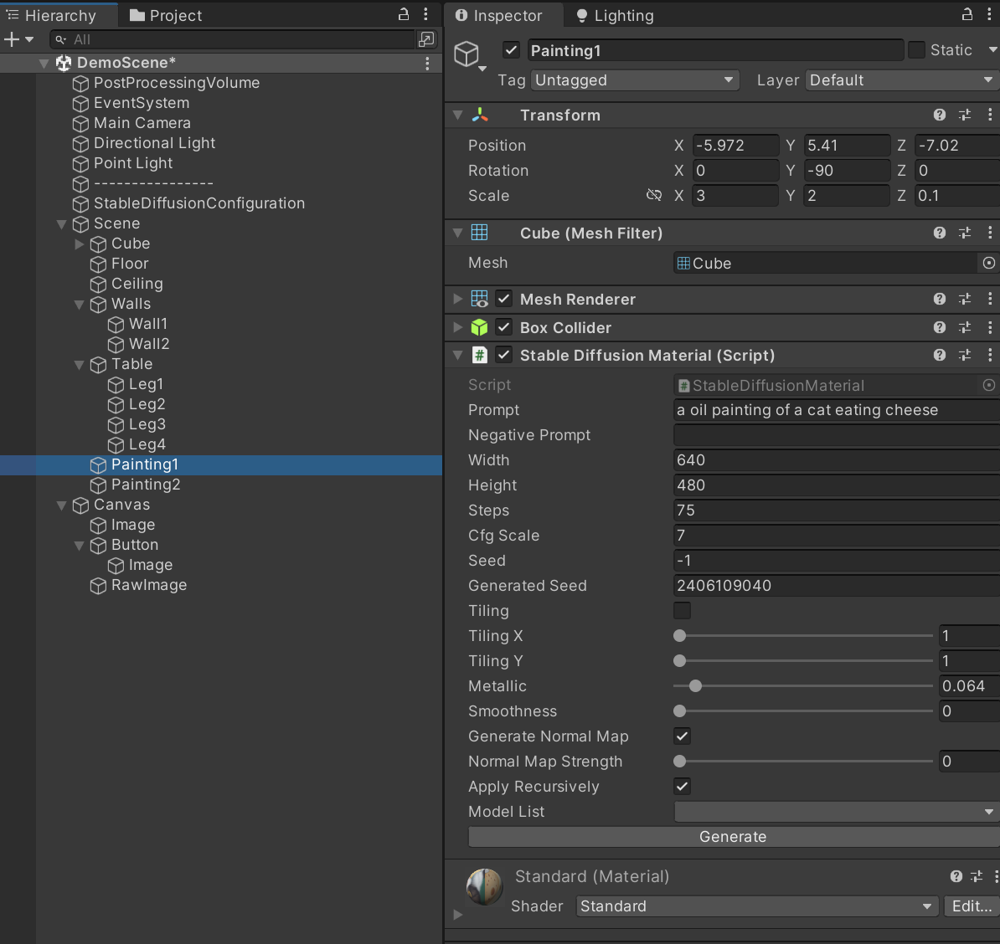 Hierarchy
Project
All
DemoScene*
PostProcessingVolume
EventSystem
Main Camera
Directional Light
Point Light
----------------
StableDiffusionConfiguration
Scene
Cube
Floor
Ceiling
Walls
Wall1
Wall2
Table
Leg1
Leg2
Leg3
Leg4
Painting1
Painting2
Canvas
Image
Button
Image
RawImage
Inspector
Lighting
Painting1
Static
Tag Untagged
Layer Default
Transform
Position X -5.972 Y 5.41 Z -7.02
Rotation X 0 Y -90 Z 0
Scale X 3 Y 2 Z 0.1
Cube (Mesh Filter)
Mesh Cube
Mesh Renderer
Box Collider
# Stable Diffusion Material (Script)
Script # StableDiffusionMaterial
Prompt a oil painting of a cat eating cheese
Negative Prompt
Width 640
Height 480
Steps 75
Cfg Scale 7
Seed -1
Generated Seed 2406109040
Tiling
Tiling X 1
Tiling Y 1
Metallic 0.064
Smoothness 0
Generate Normal Map
Normal Map Strength 0
Apply Recursively
Model List
Generate
Standard (Material)
Shader Standard Edit...